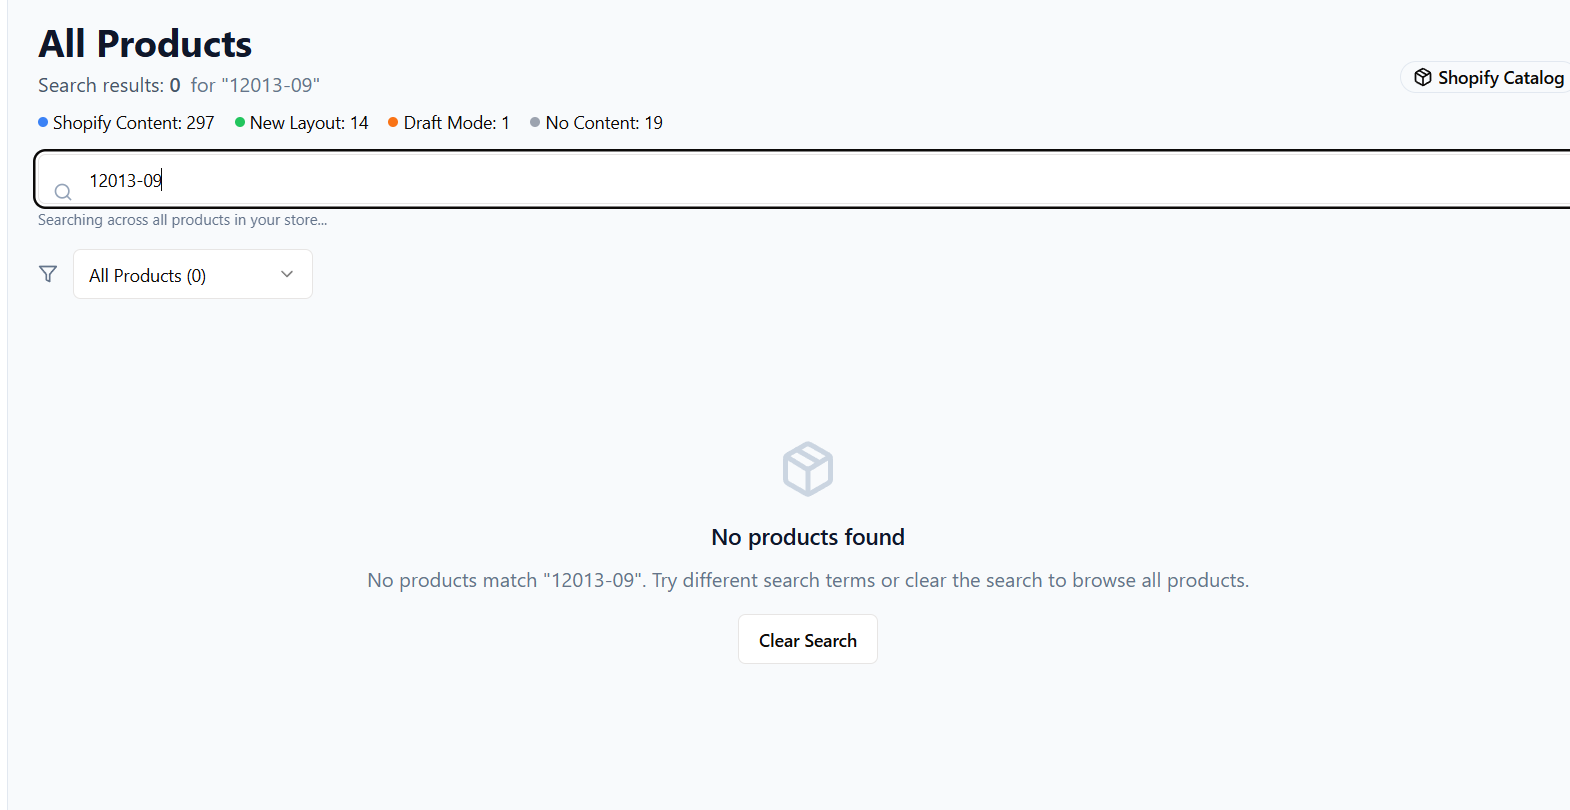 All Products
Search results: 0 for "12013-09"
Shopify Catalog
Shopify Content: 297 New Layout: 14 Draft Mode: 1 No Content: 19
12013-09
Searching across all products in your store...
All Products (0)
No products found
No products match "12013-09". Try different search terms or clear the search to browse all products.
Clear Search